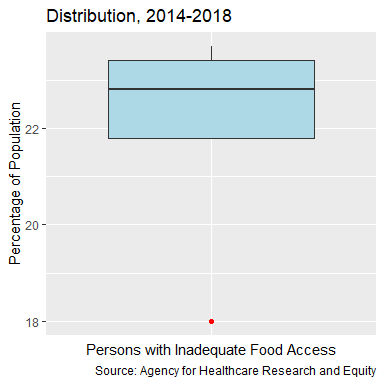 Distribution, 2014-2018
Percentage of Population
22
20
18
Persons with Inadequate Food Access
Source: Agency for Healthcare Research and Equity